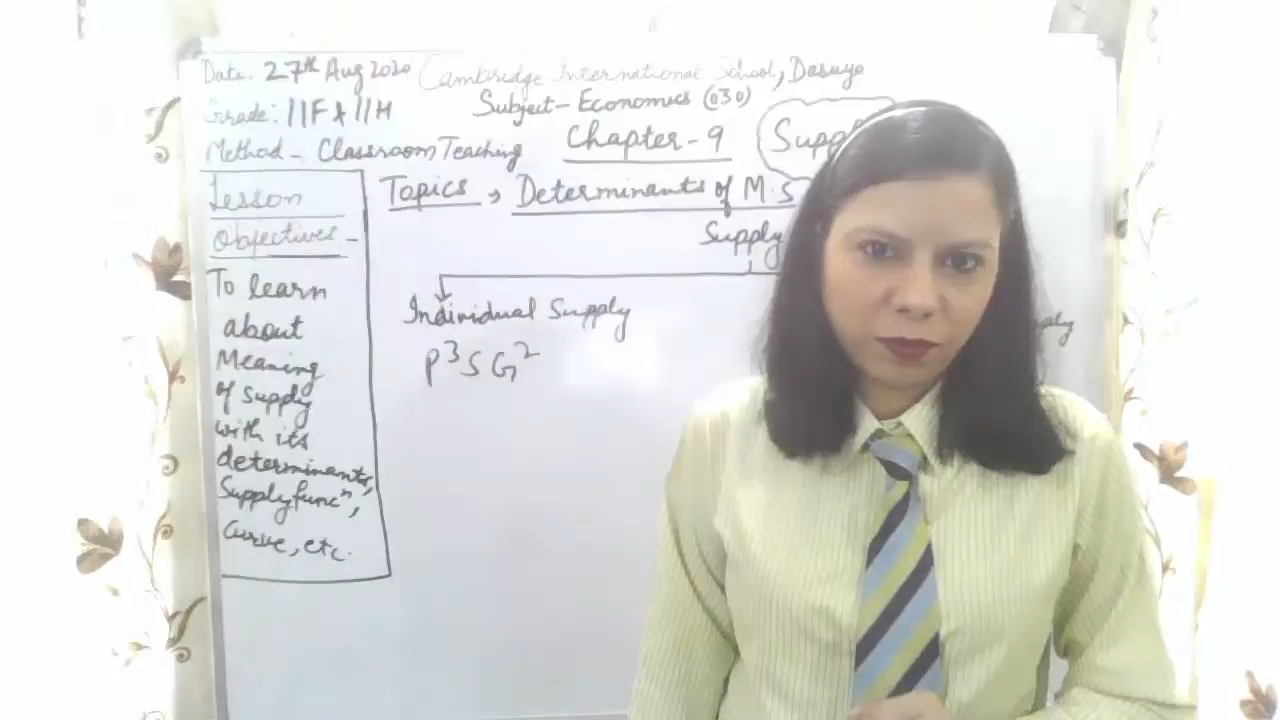 Date: 27th Aug 2020 Cambridge International School, Dasuya
Grade: 11F & 11H Subject- Economics (030)
Method - Classroom Teaching Chapter-9
Lesson
Objectives -
To learn
about
Meaning
of supply
with its
determinants,
Supply funcⁿ,
Curve, etc.
Topics → Determinants of M.S
Supply
Individual Supply
P³SG²